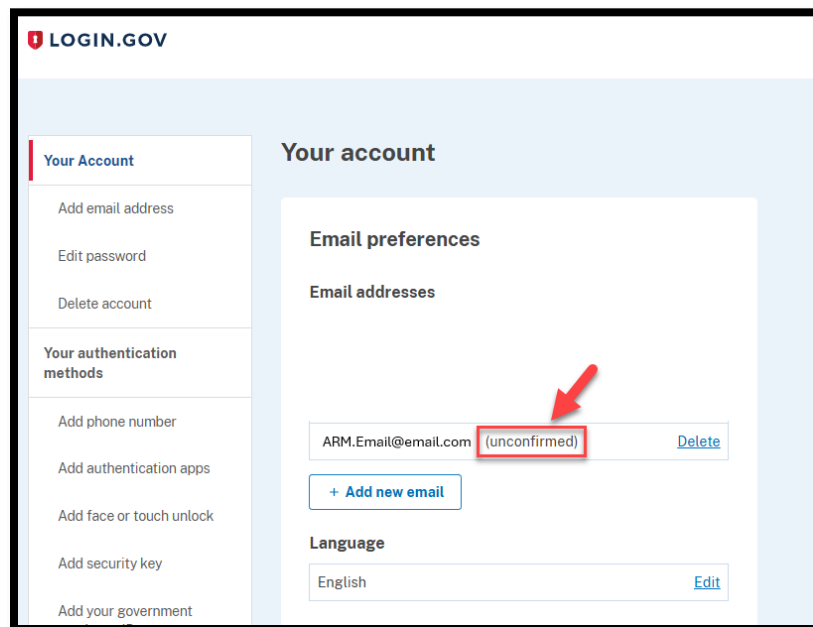 LOGIN.GOV
Your Account
Add email address
Edit password
Delete account
Your authentication
methods
Add phone number
Add authentication apps
Add face or touch unlock
Add security key
Add your government
Your account
Email preferences
Email addresses
ARM.Email@email.com (unconfirmed) Delete
+ Add new email
Language
English Edit